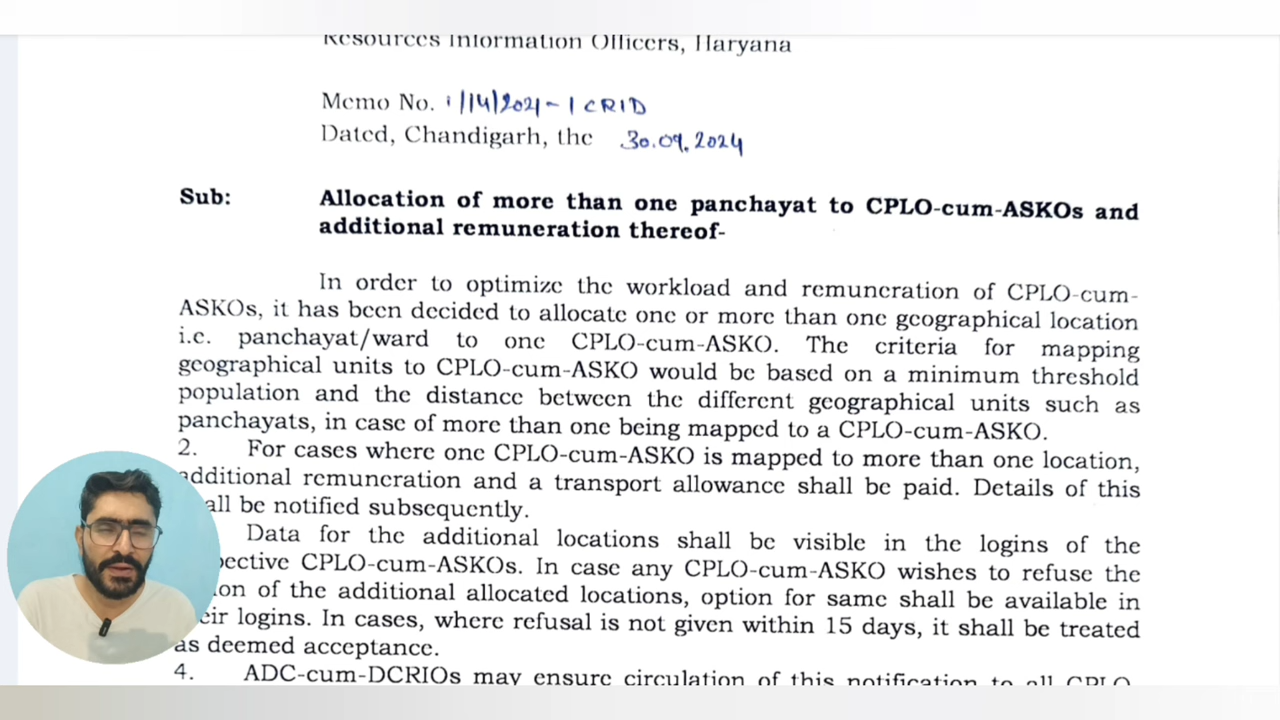 Resources Information Officers, Haryana
Memo No. 1/14/2021-1 CRID
Dated, Chandigarh, the 30.09.2024
Sub: Allocation of more than one panchayat to CPLO-cum-ASKOs and
additional remuneration thereof-
In order to optimize the workload and remuneration of CPLO-cum-
ASKOs, it has been decided to allocate one or more than one geographical location
i.e. panchayat/ward to one CPLO-cum-ASKO. The criteria for mapping
geographical units to CPLO-cum-ASKO would be based on a minimum threshold
population and the distance between the different geographical units such as
panchayats, in case of more than one being mapped to a CPLO-cum-ASKO.
2. For cases where one CPLO-cum-ASKO is mapped to more than one location,
additional remuneration and a transport allowance shall be paid. Details of this
all be notified subsequently.
Data for the additional locations shall be visible in the logins of the
pective CPLO-cum-ASKOs. In case any CPLO-cum-ASKO wishes to refuse the
ion of the additional allocated locations, option for same shall be available in
eir logins. In cases, where refusal is not given within 15 days, it shall be treated
as deemed acceptance.
4. ADC-cum-DCRIOs may ensure circulation of this notification to all CPLO